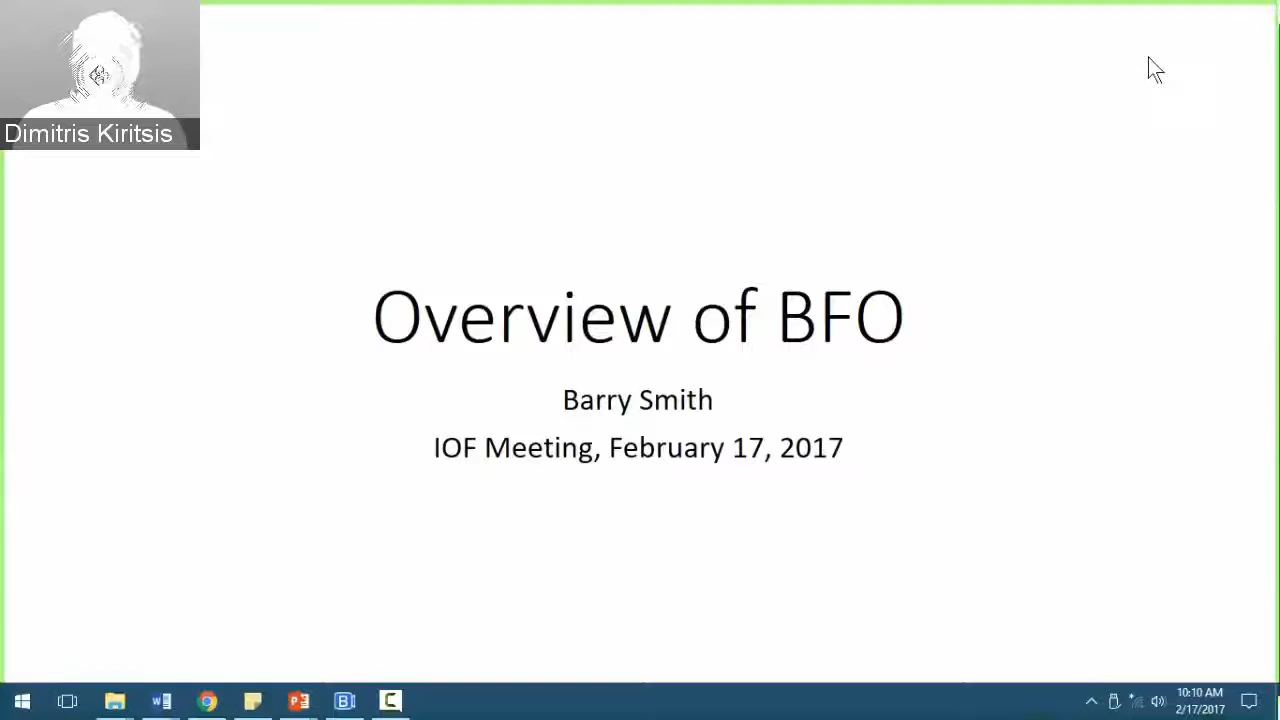 Dimitris Kiritsis
Overview of BFO
Barry Smith
IOF Meeting, February 17, 2017
10:10 AM
2/17/2017